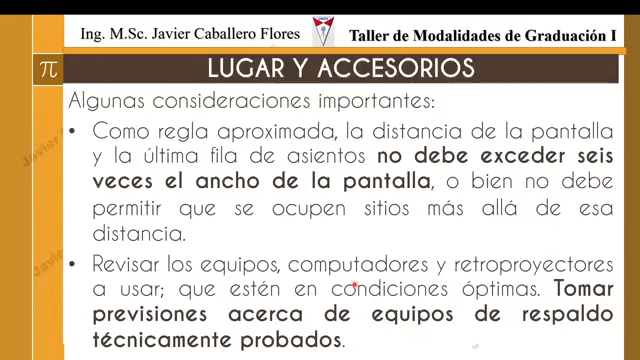 Ing. M.Sc. Javier Caballero Flores
Taller de Modalidades de Graduación I
π
LUGAR Y ACCESORIOS
Algunas consideraciones importantes:
• Como regla aproximada, la distancia de la pantalla
y la última fila de asientos no debe exceder seis
veces el ancho de la pantalla, o bien no debe
permitir que se ocupen sitios más allá de esa
distancia.
• Revisar los equipos, computadores y retroproyectores
a usar; que estén en condiciones óptimas. Tomar
previsiones acerca de equipos de respaldo
técnicamente probados.